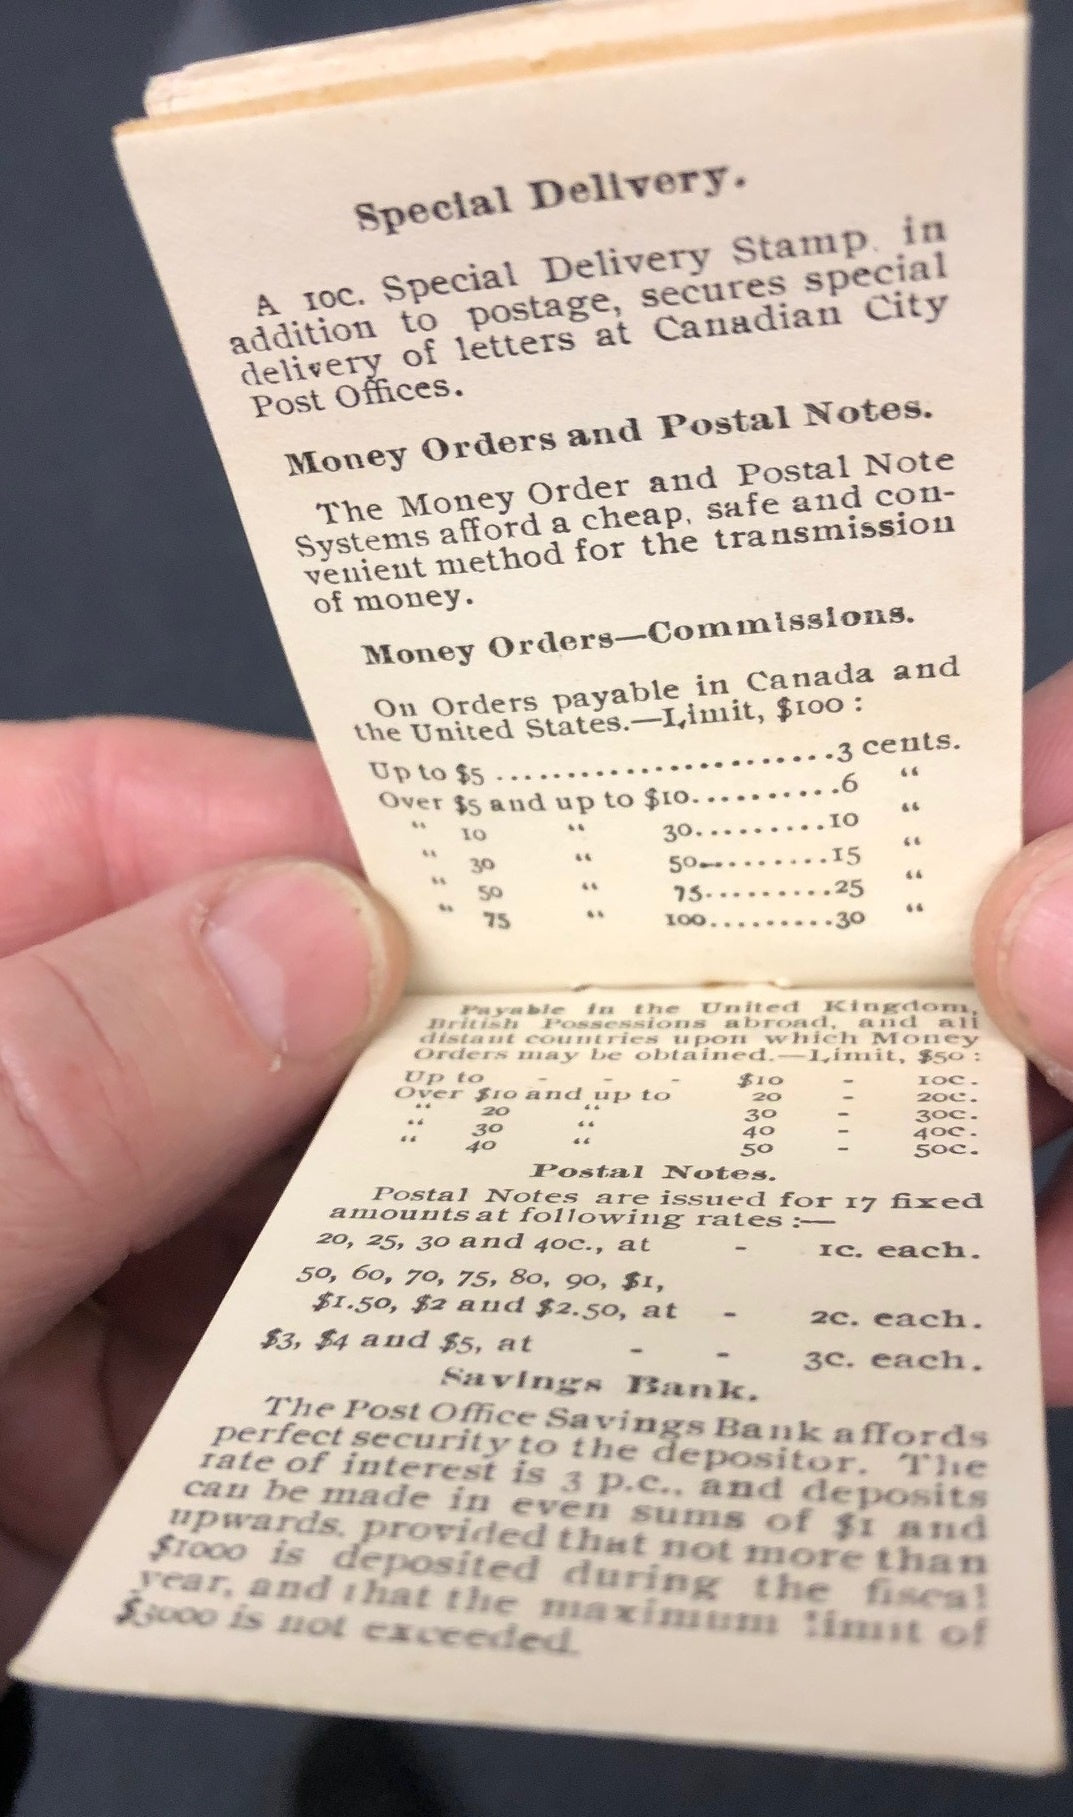 Special Delivery.
A 10c. Special Delivery Stamp in
addition to postage, secures special
delivery of letters at Canadian City
Post Offices.
Money Orders and Postal Notes.
The Money Order and Postal Note
Systems afford a cheap, safe and con-
venient method for the transmission
of money.
Money Orders—Commissions.
On Orders payable in Canada and
the United States.—Limit, $100 :
Up to $5 ........................3 cents.
Over $5 and up to $10..........6 “
“ 10 “ 30.........10 “
“ 30 “ 50.........15 “
“ 50 “ 75.........25 “
“ 75 “ 100.........30 “
Payable in the United Kingdom,
British Possessions abroad, and all
distant countries upon which Money
Orders may be obtained.—Limit, $50 :
Up to - - - $10 - 10c.
Over $10 and up to 20 - 20c.
“ 20 “ 30 - 30c.
“ 30 “ 40 - 40c.
“ 40 “ 50 - 50c.
Postal Notes.
Postal Notes are issued for 17 fixed
amounts at following rates :—
20, 25, 30 and 40c., at - 1c. each.
50, 60, 70, 75, 80, 90, $1,
$1.50, $2 and $2.50, at - 2c. each.
$3, $4 and $5, at - - 3c. each.
Savings Bank.
The Post Office Savings Bank affords
perfect security to the depositor. The
rate of interest is 3 p.c., and deposits
can be made in even sums of $1 and
upwards, provided that not more than
$1000 is deposited during the fiscal
year, and that the maximum limit of
$3000 is not exceeded.